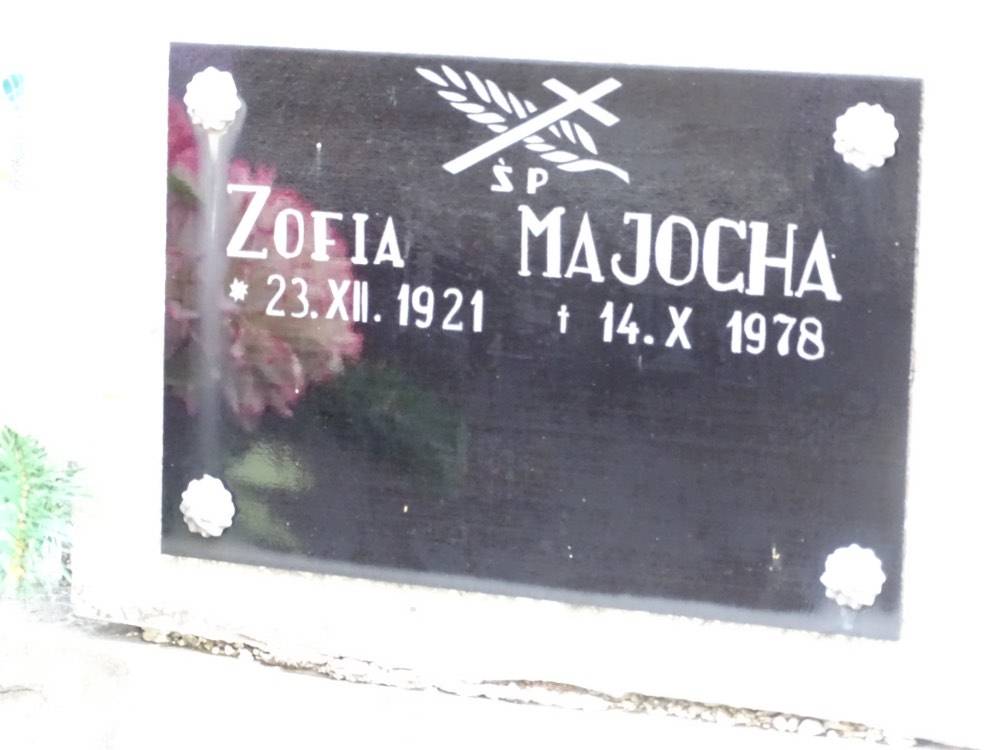 ŚP
ZOFIA MAJOCHA
* 23.XII. 1921 † 14.X 1978